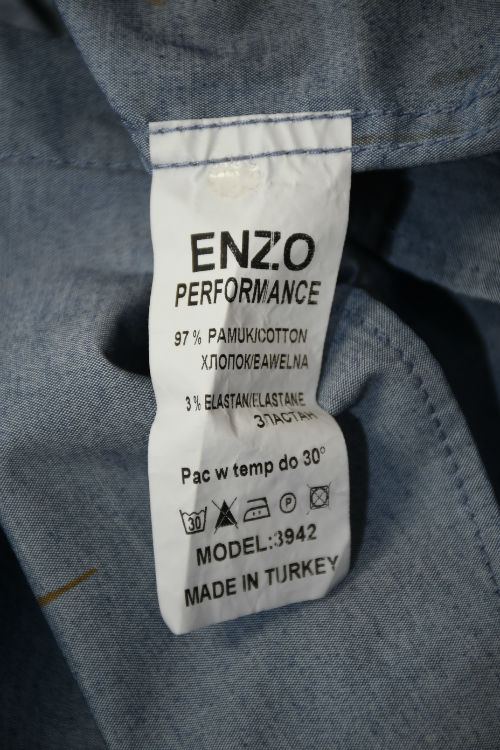 ENZO
PERFORMANCE
97 % PAMUK/COTTON
ХЛОПОК/BAWELNA
3 % ELASTAN/ELASTANE
ЭЛАСТАН
Pac w temp do 30°
30
P
MODEL:3942
MADE IN TURKEY